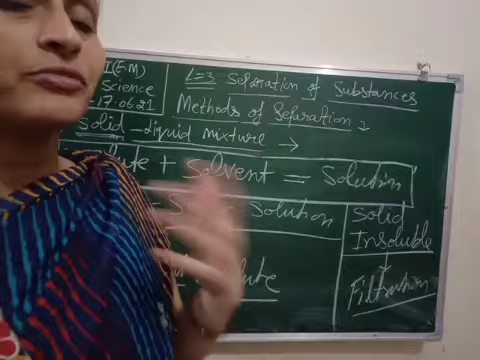 I(E.M)
Science
17.06.21
L=3 Separation of Substances
Methods of Separation
Solid - Liquid mixture →
+ Solvent = Solution
Solution
Solid
Insoluble
↓
Filtration